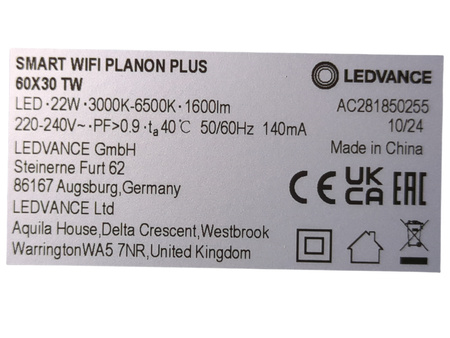 SMART WIFI PLANON PLUS
60X30 TW
LEDVANCE
LED · 22W · 3000K-6500K · 1600lm
AC281850255
220-240V~ · PF>0.9 · ta 40℃ 50/60Hz 140mA
10/24
LEDVANCE GmbH
Made in China
Steinerne Furt 62
86167 Augsburg,Germany
CE UK CA EAC
LEDVANCE Ltd
Aquila House,Delta Crescent,Westbrook
WarringtonWA5 7NR,United Kingdom